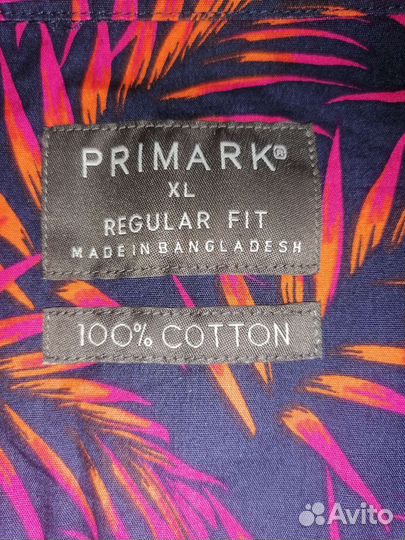 PRIMARK®
XL
REGULAR FIT
MADE IN BANGLADESH
100% COTTON
Avito